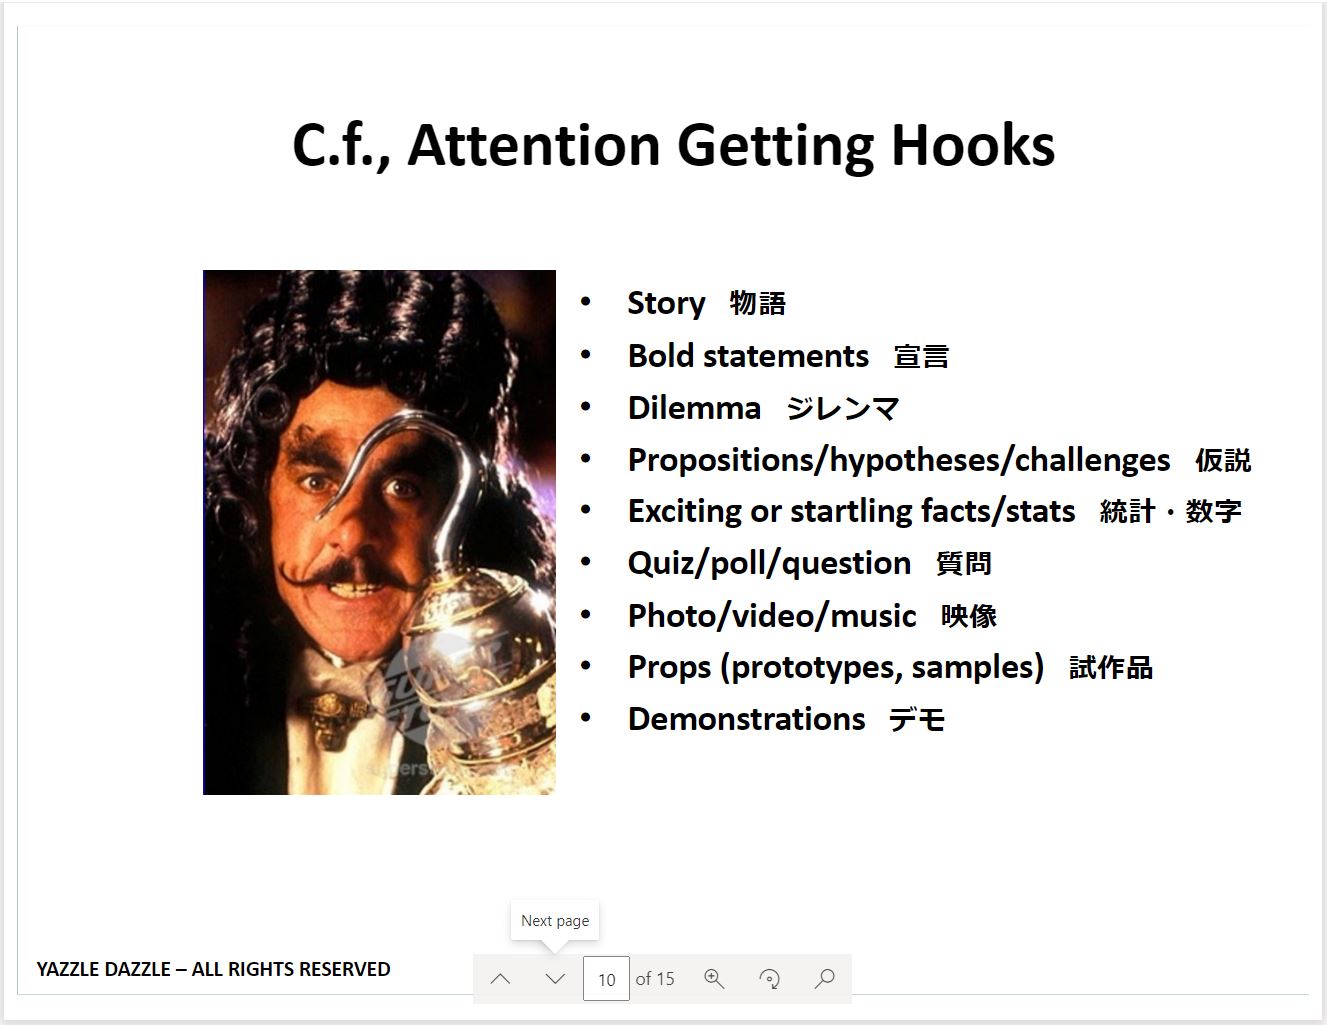 C.f., Attention Getting Hooks
• Story 物語
• Bold statements 宣言
• Dilemma ジレンマ
• Propositions/hypotheses/challenges 仮説
• Exciting or startling facts/stats 統計・数字
• Quiz/poll/question 質問
• Photo/video/music 映像
• Props (prototypes, samples) 試作品
• Demonstrations デモ
Next page
YAZZLE DAZZLE – ALL RIGHTS RESERVED
10 of 15